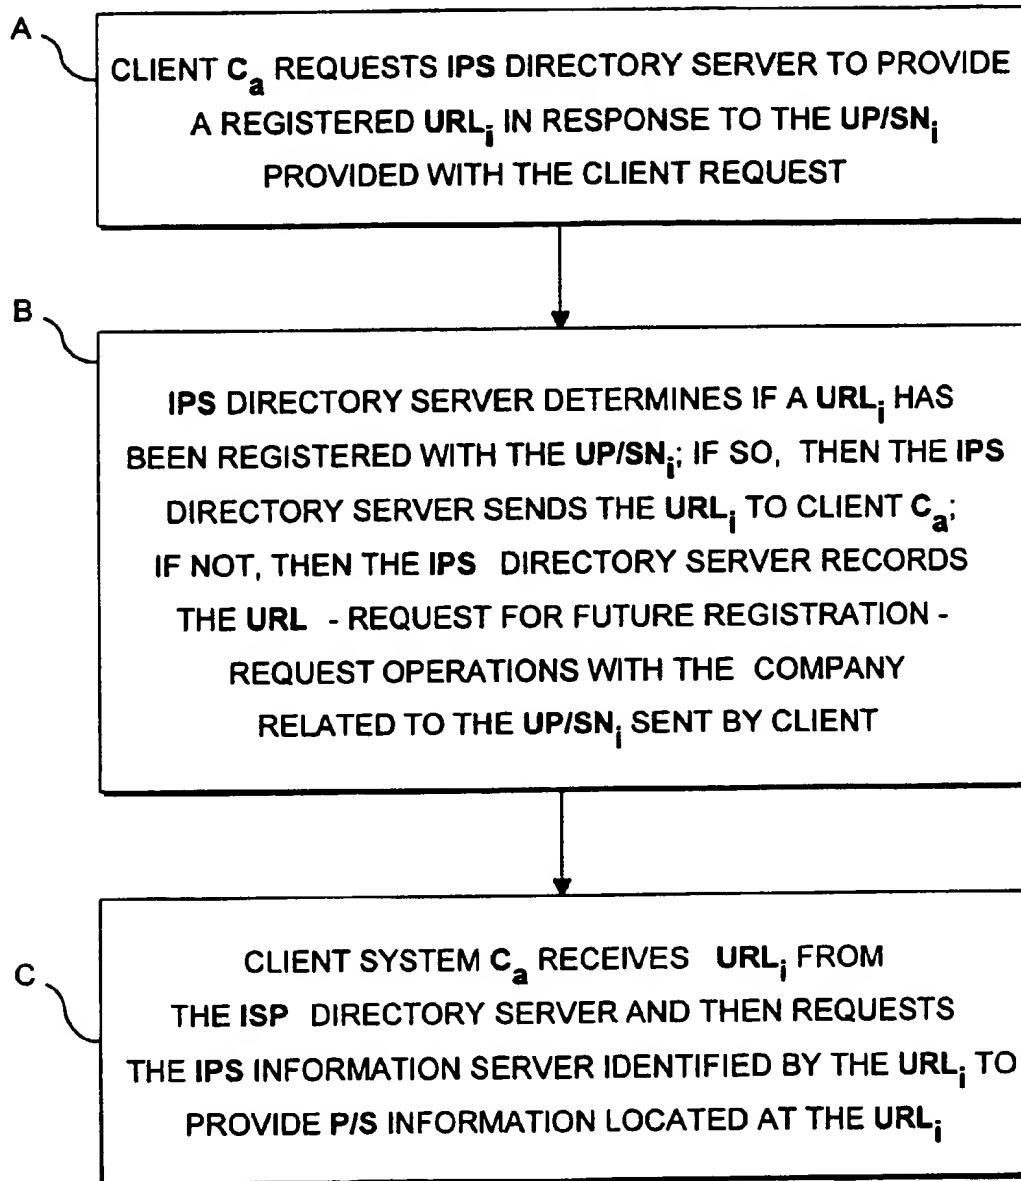 A
CLIENT Ca REQUESTS IPS DIRECTORY SERVER TO PROVIDE
A REGISTERED URLi IN RESPONSE TO THE UP/SNi
PROVIDED WITH THE CLIENT REQUEST
B
IPS DIRECTORY SERVER DETERMINES IF A URLi HAS
BEEN REGISTERED WITH THE UP/SNi; IF SO, THEN THE IPS
DIRECTORY SERVER SENDS THE URLi TO CLIENT Ca;
IF NOT, THEN THE IPS DIRECTORY SERVER RECORDS
THE URL - REQUEST FOR FUTURE REGISTRATION -
REQUEST OPERATIONS WITH THE COMPANY
RELATED TO THE UP/SNi SENT BY CLIENT
C
CLIENT SYSTEM Ca RECEIVES URLi FROM
THE ISP DIRECTORY SERVER AND THEN REQUESTS
THE IPS INFORMATION SERVER IDENTIFIED BY THE URLi TO
PROVIDE P/S INFORMATION LOCATED AT THE URLi